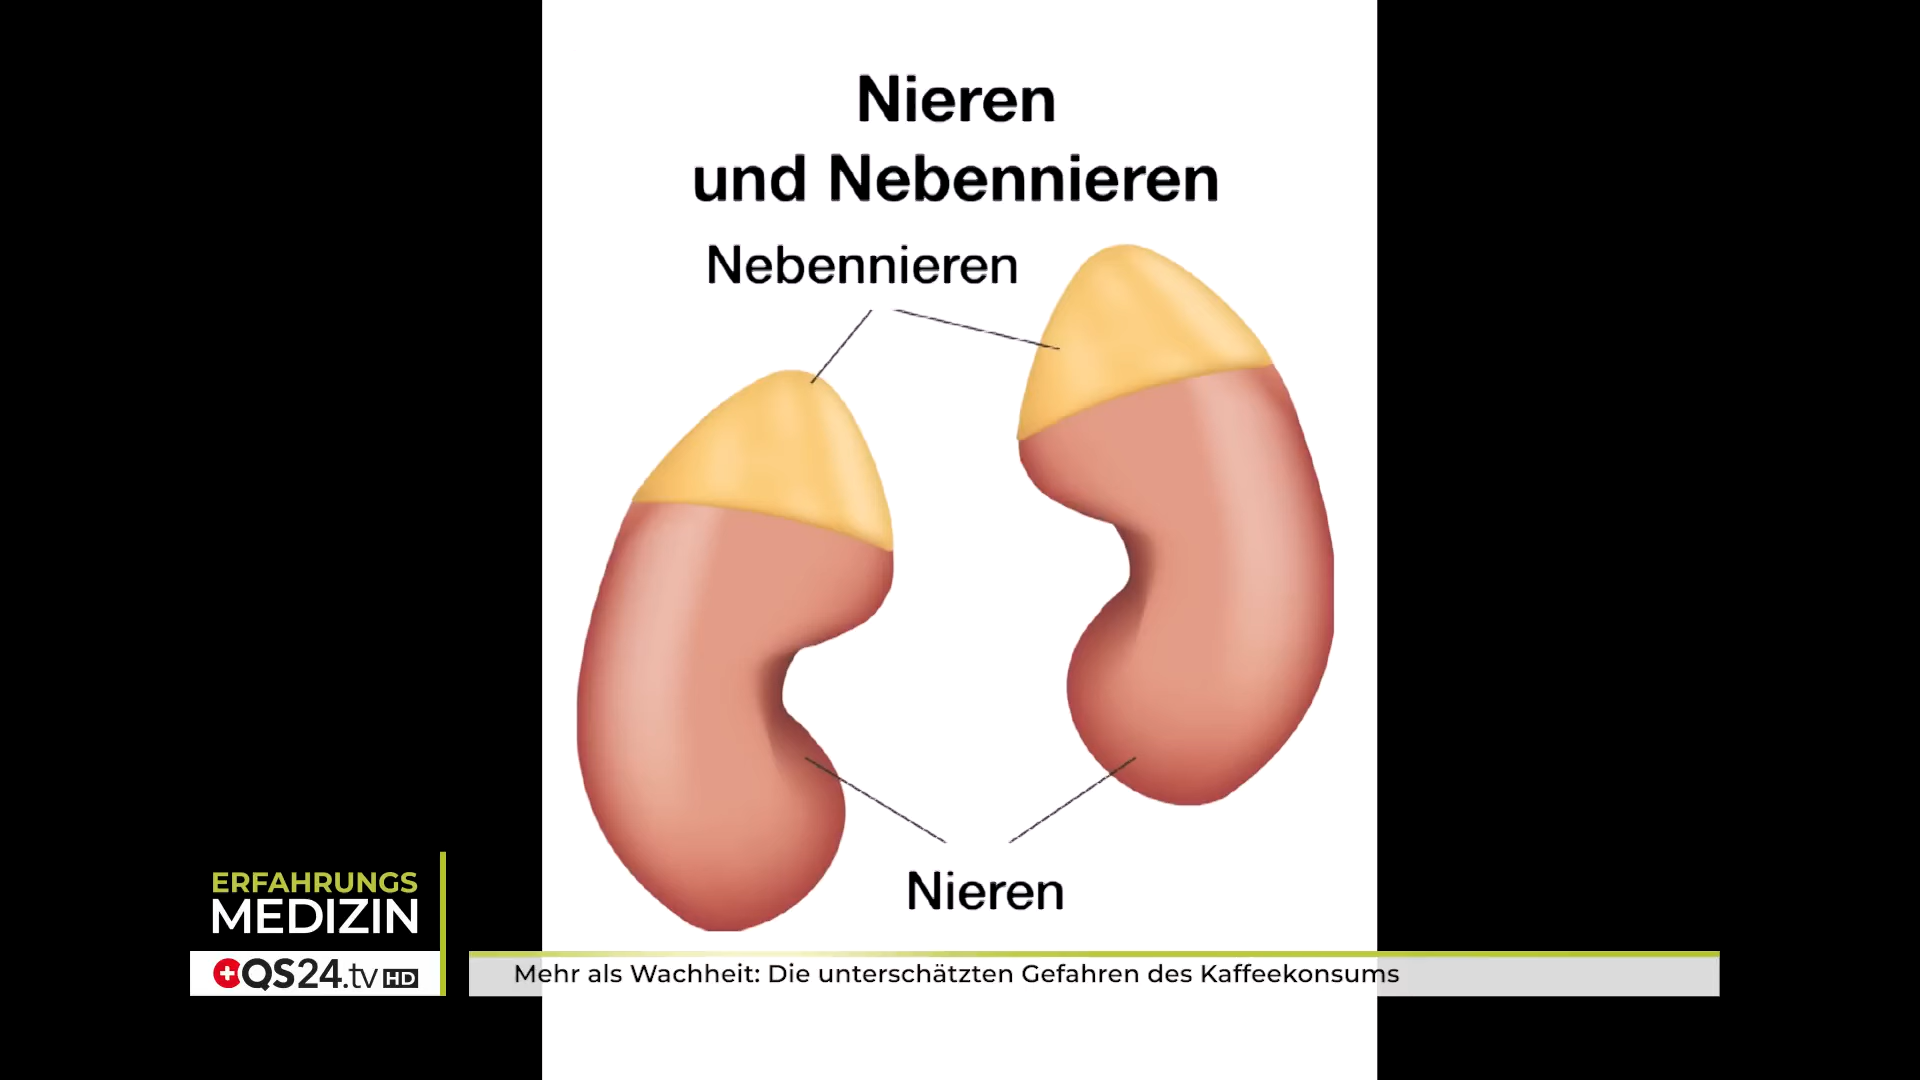 Nieren
und Nebennieren
Nebennieren
Nieren
ERFAHRUNGS
MEDIZIN
QS24.tv HD
Mehr als Wachheit: Die unterschätzten Gefahren des Kaffeekonsums